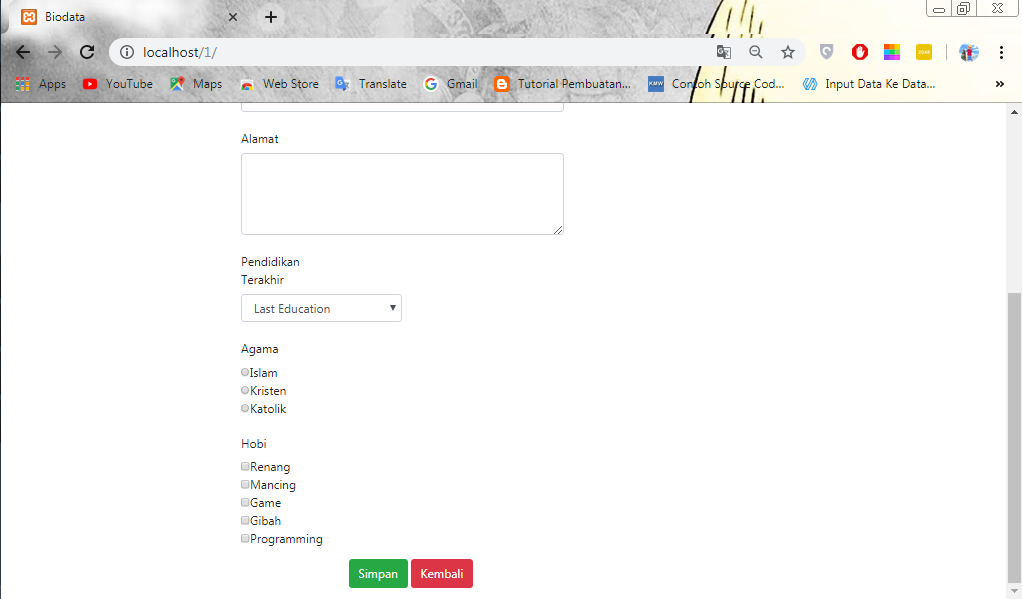 Biodata
localhost/1/
Apps YouTube Maps Web Store Translate Gmail Tutorial Pembuatan... KMW Contoh Source Cod... Input Data Ke Data... »
Alamat
Pendidikan
Terakhir
Last Education
Agama
Islam
Kristen
Katolik
Hobi
Renang
Mancing
Game
Gibah
Programming
Simpan Kembali